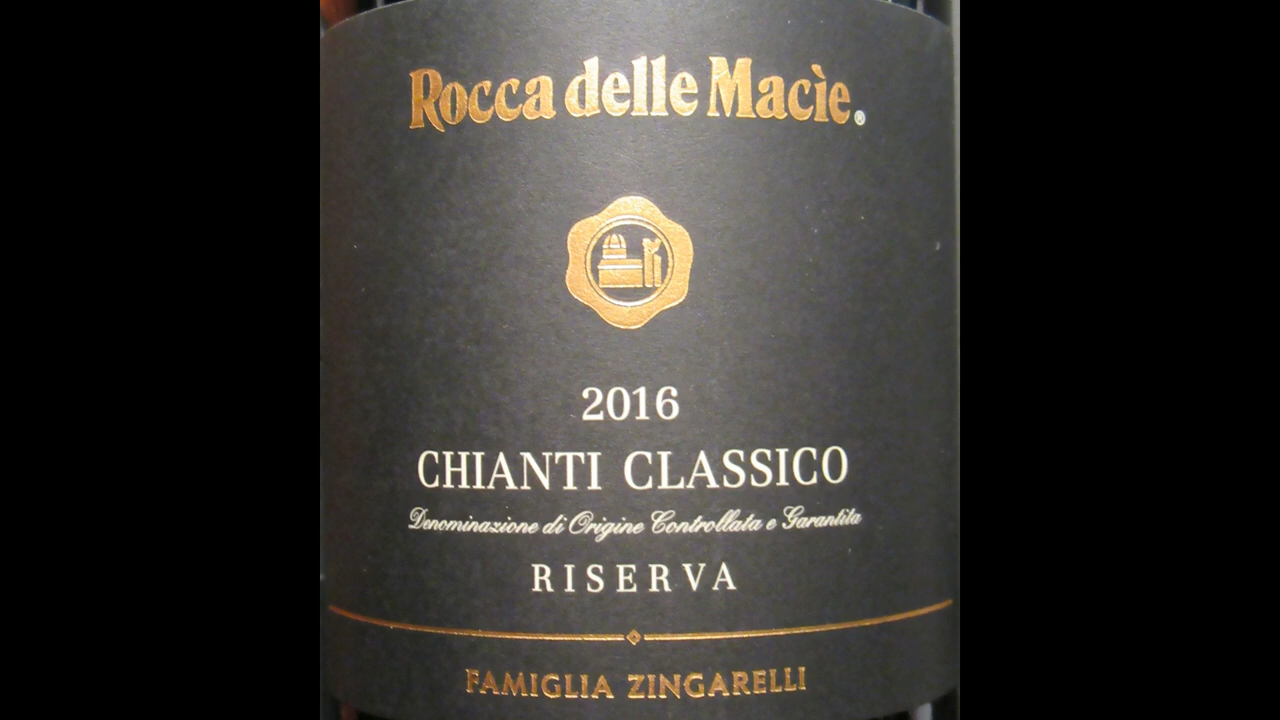 Rocca delle Macìe®
2016
CHIANTI CLASSICO
Denominazione di Origine Controllata e Garantita
RISERVA
FAMIGLIA ZINGARELLI